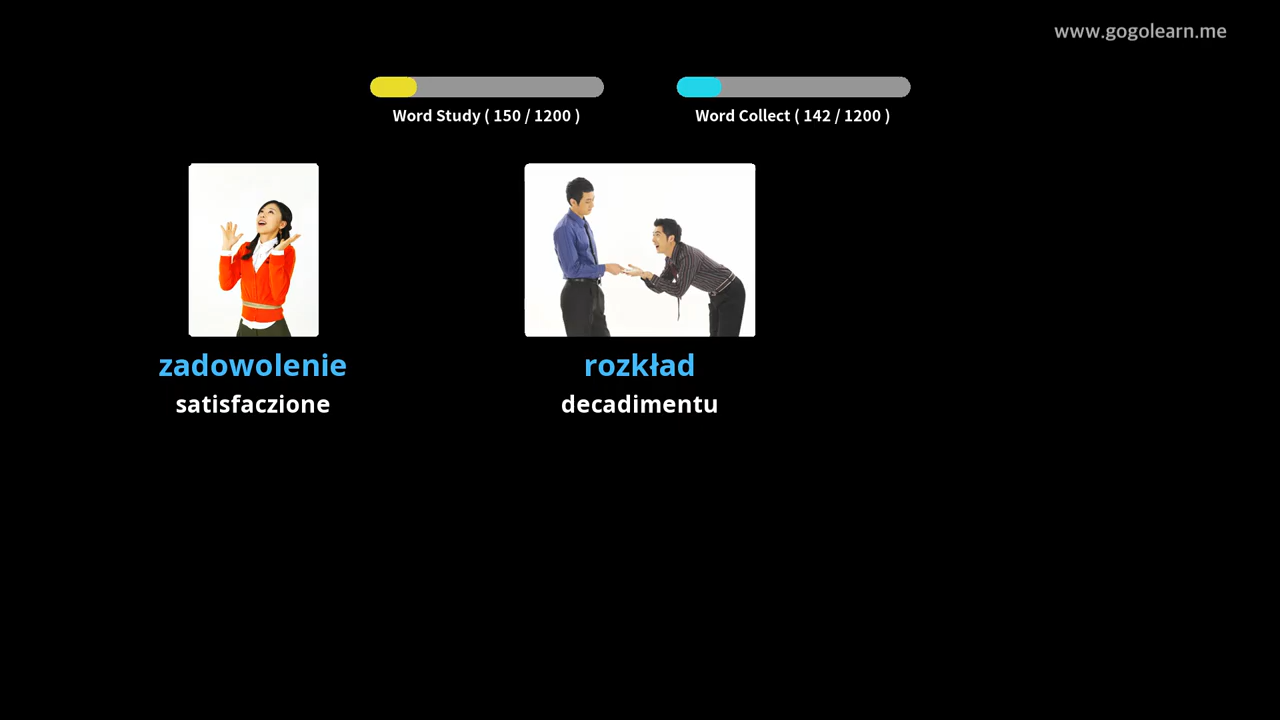 www.gogolearn.me
Word Study ( 150 / 1200 )
Word Collect ( 142 / 1200 )
zadowolenie
satisfaczione
rozkład
decadimentu